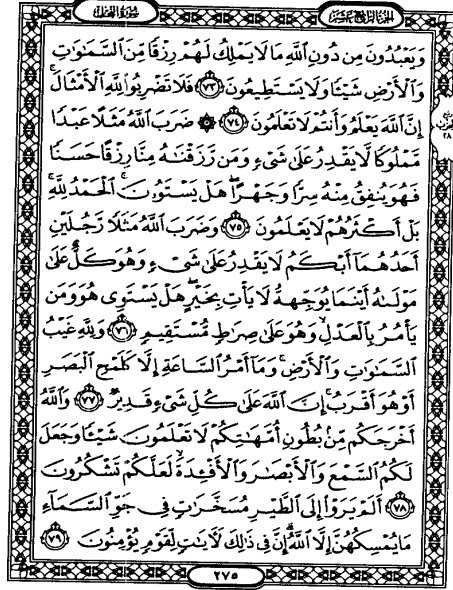 الجزء الرابع عشر سورة النحل
وَيَعْبُدُونَ مِن دُونِ ٱللَّهِ مَا لَا يَمْلِكُ لَهُمْ رِزْقًا مِّنَ ٱلسَّمَٰوَٰتِ
وَٱلْأَرْضِ شَيْـًٔا وَلَا يَسْتَطِيعُونَ ٧٣ فَلَا تَضْرِبُوا۟ لِلَّهِ ٱلْأَمْثَالَ ۚ
إِنَّ ٱللَّهَ يَعْلَمُ وَأَنتُمْ لَا تَعْلَمُونَ ٧٤ ۞ ضَرَبَ ٱللَّهُ مَثَلًا عَبْدًا
مَّمْلُوكًا لَّا يَقْدِرُ عَلَىٰ شَىْءٍ وَمَن رَّزَقْنَٰهُ مِنَّا رِزْقًا حَسَنًا
فَهُوَ يُنفِقُ مِنْهُ سِرًّا وَجَهْرًا ۖ هَلْ يَسْتَوُۥنَ ۚ ٱلْحَمْدُ لِلَّهِ ۚ
بَلْ أَكْثَرُهُمْ لَا يَعْلَمُونَ ٧٥ وَضَرَبَ ٱللَّهُ مَثَلًا رَّجُلَيْنِ
أَحَدُهُمَآ أَبْكَمُ لَا يَقْدِرُ عَلَىٰ شَىْءٍ وَهُوَ كَلٌّ عَلَىٰ
مَوْلَىٰهُ أَيْنَمَا يُوَجِّههُّ لَا يَأْتِ بِخَيْرٍ ۖ هَلْ يَسْتَوِى هُوَ وَمَن
يَأْمُرُ بِٱلْعَدْلِ ۙ وَهُوَ عَلَىٰ صِرَٰطٍ مُّسْتَقِيمٍ ٧٦ وَلِلَّهِ غَيْبُ
ٱلسَّمَٰوَٰتِ وَٱلْأَرْضِ ۚ وَمَآ أَمْرُ ٱلسَّاعَةِ إِلَّا كَلَمْحِ ٱلْبَصَرِ
أَوْ هُوَ أَقْرَبُ ۚ إِنَّ ٱللَّهَ عَلَىٰ كُلِّ شَىْءٍ قَدِيرٌ ٧٧ وَٱللَّهُ
أَخْرَجَكُم مِّنۢ بُطُونِ أُمَّهَٰتِكُمْ لَا تَعْلَمُونَ شَيْـًٔا وَجَعَلَ
لَكُمُ ٱلسَّمْعَ وَٱلْأَبْصَٰرَ وَٱلْأَفْـِٔدَةَ ۙ لَعَلَّكُمْ تَشْكُرُونَ
٧٨ أَلَمْ يَرَوْا۟ إِلَى ٱلطَّيْرِ مُسَخَّرَٰتٍ فِى جَوِّ ٱلسَّمَآءِ
مَا يُمْسِكُهُنَّ إِلَّا ٱللَّهُ ۗ إِنَّ فِى ذَٰلِكَ لَءَايَٰتٍ لِّقَوْمٍ يُؤْمِنُونَ ٧٩
٢٧٥